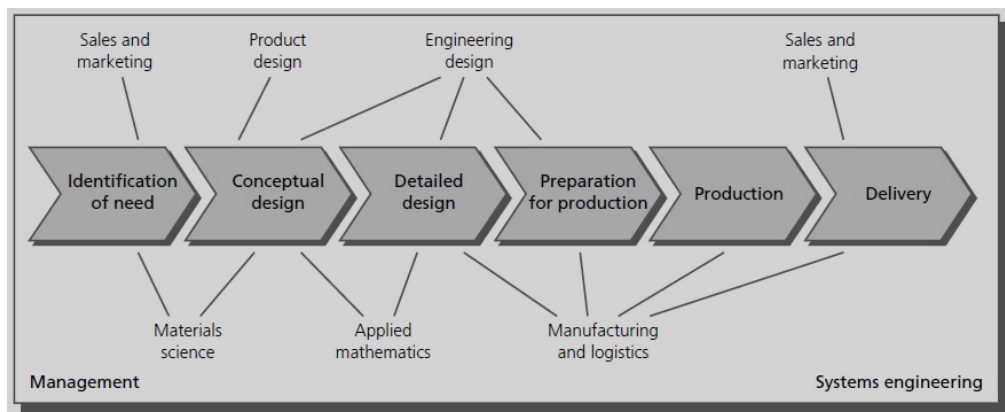 Sales and
marketing
Product
design
Engineering
design
Sales and
marketing
Identification
of need
Conceptual
design
Detailed
design
Preparation
for production
Production
Delivery
Materials
science
Applied
mathematics
Manufacturing
and logistics
Management
Systems engineering